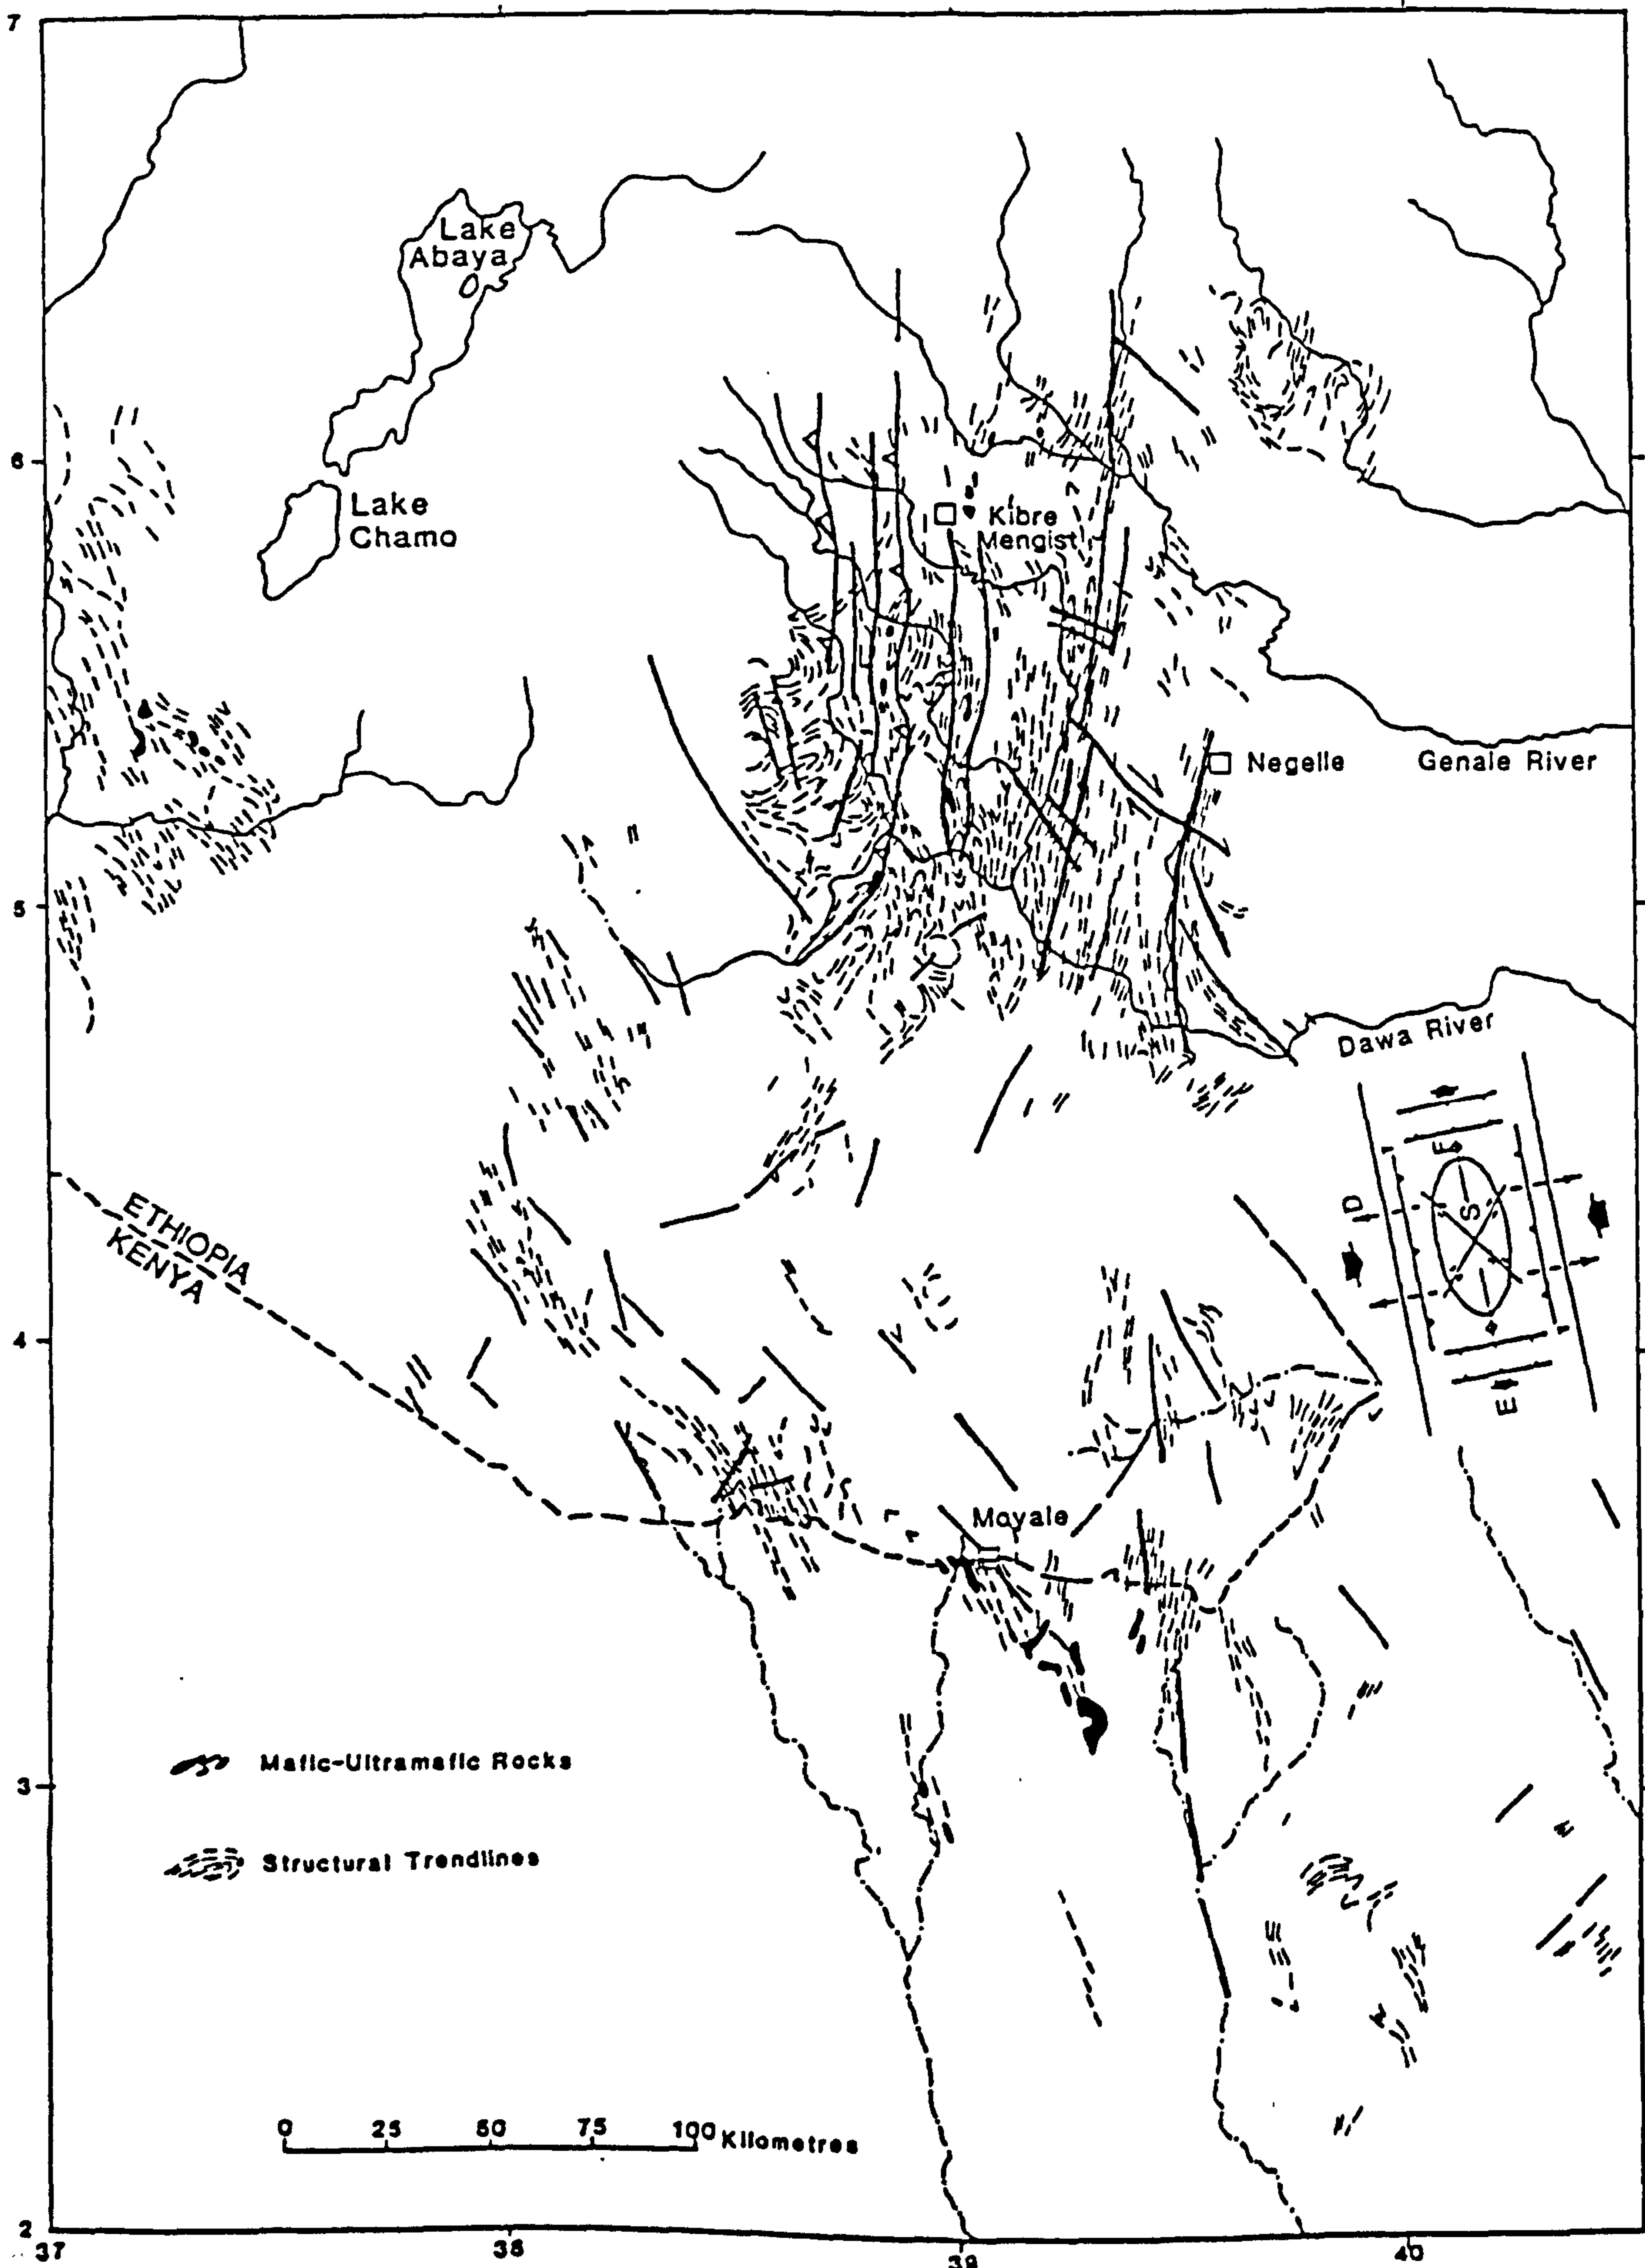 7
Lake
Abaya
6
Lake
Chamo
Kibre
Mengist
Negelle
Genale River
5
Dawa River
ETHIOPIA
KENYA
D
F
S
E
4
Moyale
Mafic-Ultramafic Rocks
3
Structural Trendlines
0 25 50 75 100 Kilometres
2
37 38 39 40